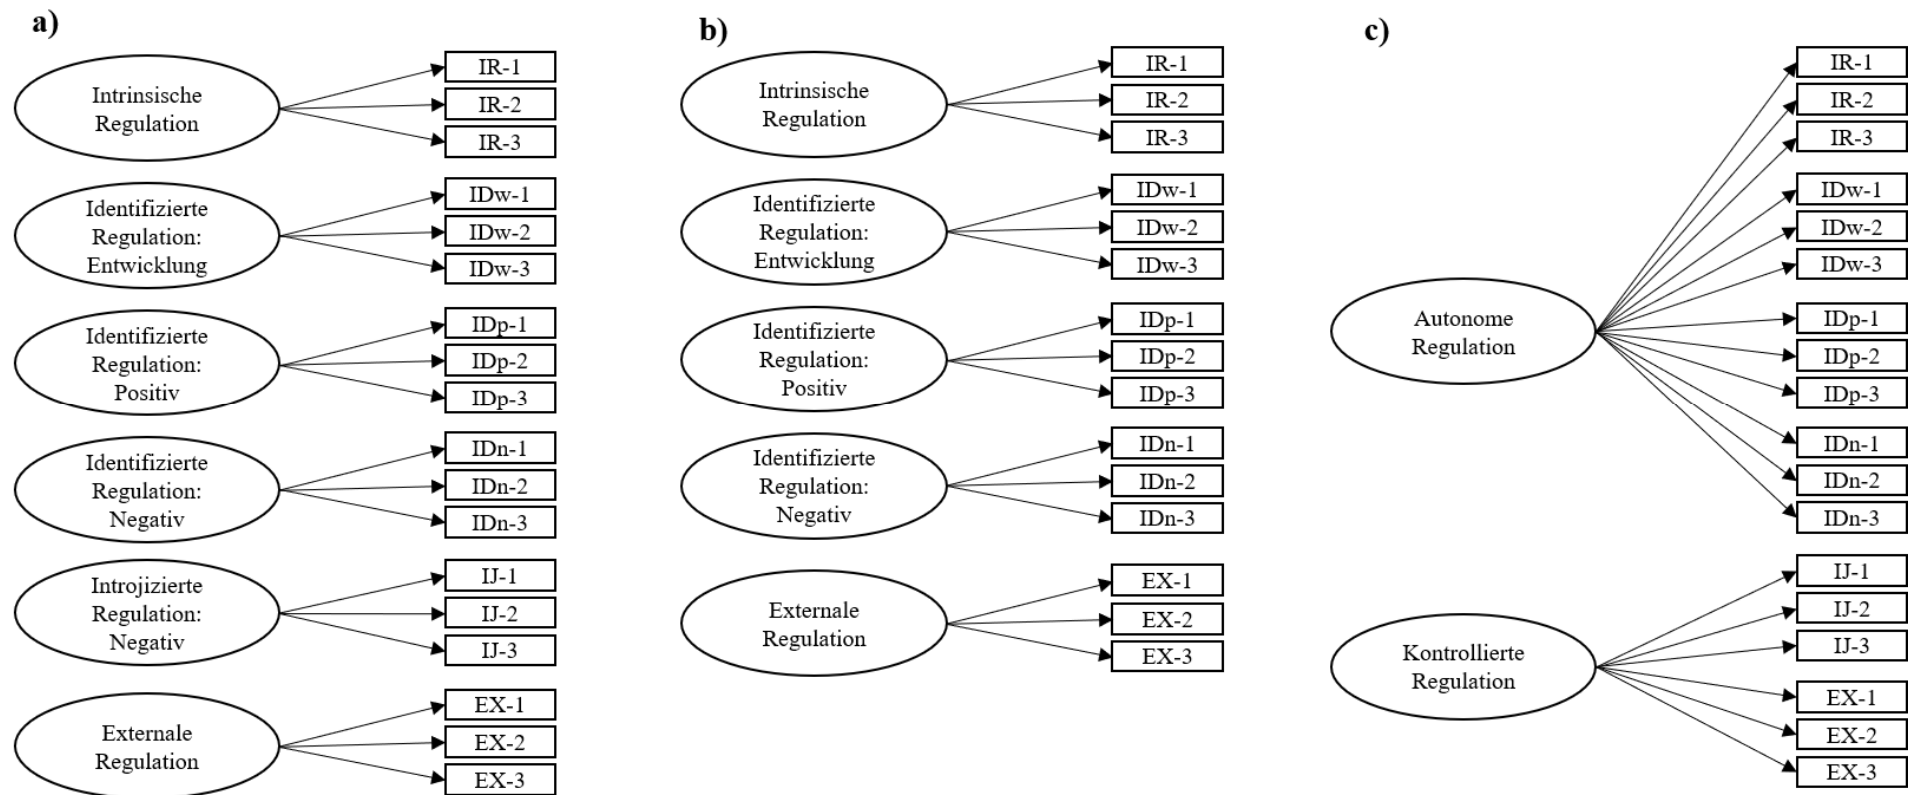 a)
Intrinsische
Regulation
IR-1
IR-2
IR-3
Identifizierte
Regulation:
Entwicklung
IDw-1
IDw-2
IDw-3
Identifizierte
Regulation:
Positiv
IDp-1
IDp-2
IDp-3
Identifizierte
Regulation:
Negativ
IDn-1
IDn-2
IDn-3
Introjizierte
Regulation:
Negativ
IJ-1
IJ-2
IJ-3
Externale
Regulation
EX-1
EX-2
EX-3
b)
Intrinsische
Regulation
IR-1
IR-2
IR-3
Identifizierte
Regulation:
Entwicklung
IDw-1
IDw-2
IDw-3
Identifizierte
Regulation:
Positiv
IDp-1
IDp-2
IDp-3
Identifizierte
Regulation:
Negativ
IDn-1
IDn-2
IDn-3
Externale
Regulation
EX-1
EX-2
EX-3
c)
Autonome
Regulation
IR-1
IR-2
IR-3
IDw-1
IDw-2
IDw-3
IDp-1
IDp-2
IDp-3
IDn-1
IDn-2
IDn-3
Kontrollierte
Regulation
IJ-1
IJ-2
IJ-3
EX-1
EX-2
EX-3